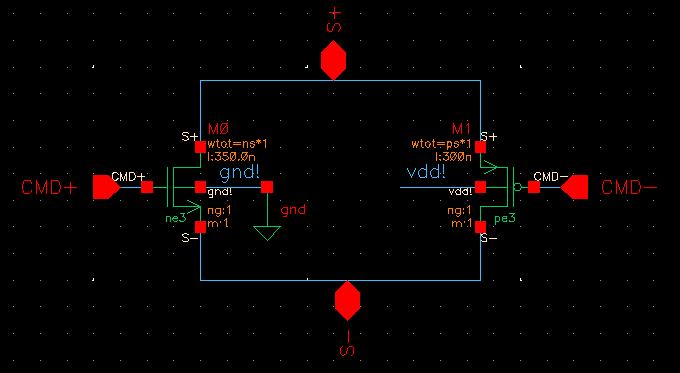 S+
M0
M1
S+
S+
wtot=ns*1
wtot=ps*1
l:350.0n
l:300n
gnd!
vdd!
CMD+
CMD+
CMD-
CMD-
gnd!
vdd!
ne3
ng:1
gnd
ng:1
pe3
m:1
m:1
S-
S-
S-